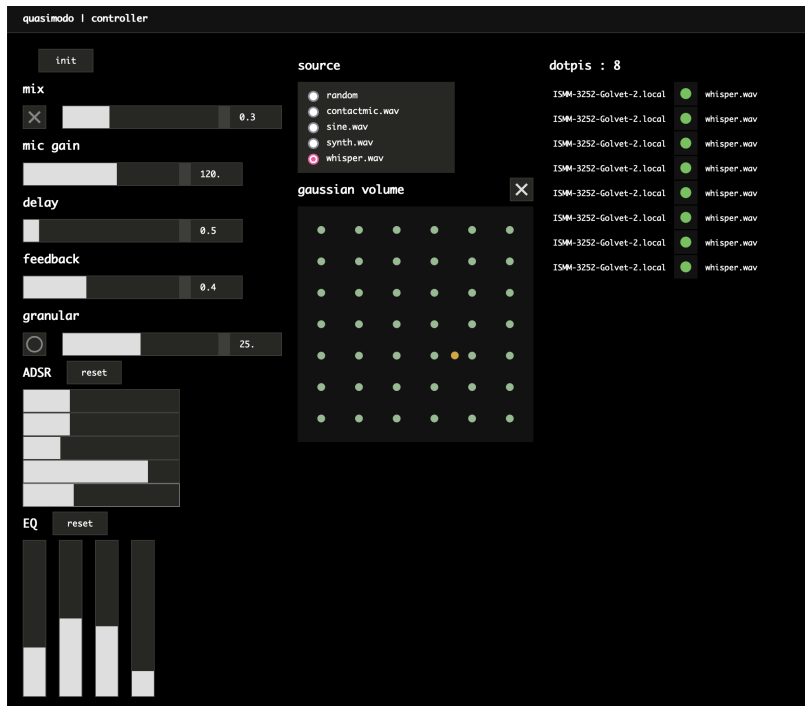 quasimodo | controller
init
mix
0.3
mic gain
120.
delay
0.5
feedback
0.4
granular
25.
ADSR reset
EQ reset
source
random
contactmic.wav
sine.wav
synth.wav
whisper.wav
gaussian volume
dotpis : 8
ISMM-3252-Golvet-2.local whisper.wav
ISMM-3252-Golvet-2.local whisper.wav
ISMM-3252-Golvet-2.local whisper.wav
ISMM-3252-Golvet-2.local whisper.wav
ISMM-3252-Golvet-2.local whisper.wav
ISMM-3252-Golvet-2.local whisper.wav
ISMM-3252-Golvet-2.local whisper.wav
ISMM-3252-Golvet-2.local whisper.wav